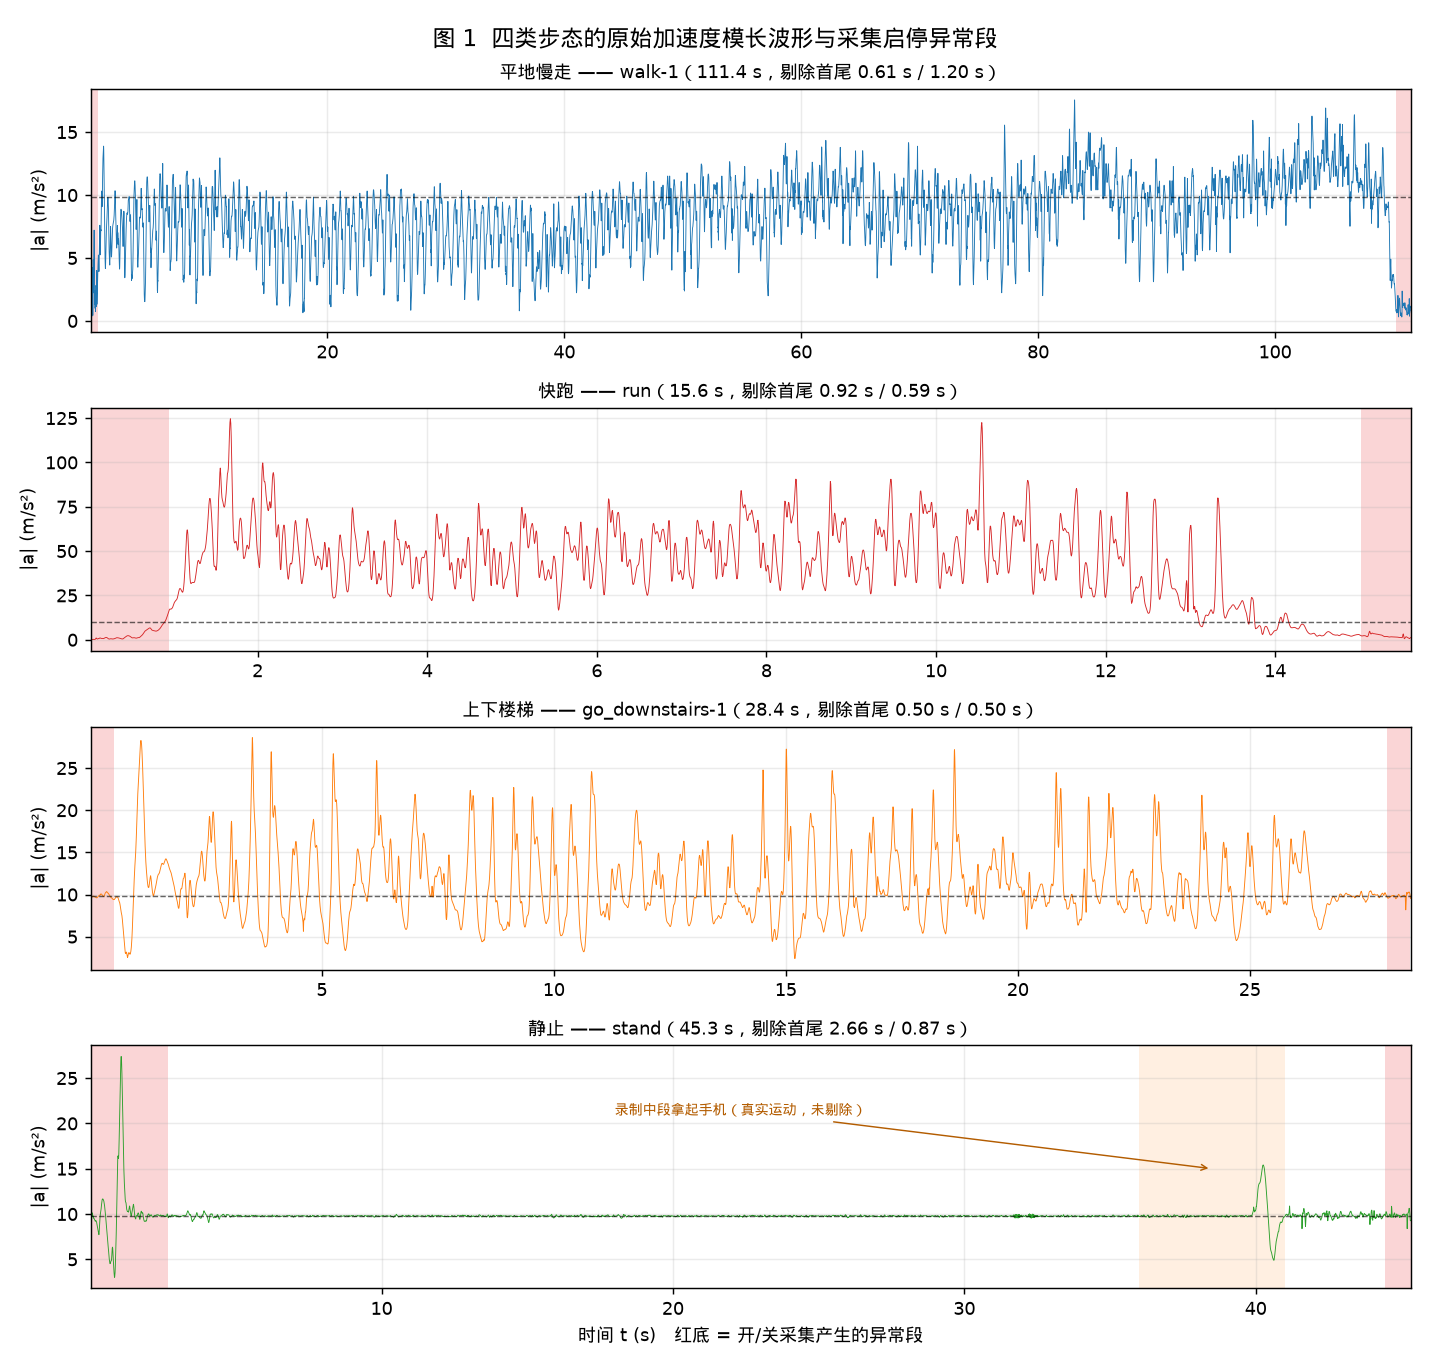 图 1  四类步态的原始加速度模长波形与采集启停异常段
平地慢走 —— walk-1（111.4 s，剔除首尾 0.61 s / 1.20 s）
|a| (m/s²)
15
10
5
0
20 40 60 80 100
快跑 —— run（15.6 s，剔除首尾 0.92 s / 0.59 s）
|a| (m/s²)
125
100
75
50
25
0
2 4 6 8 10 12 14
上下楼梯 —— go_downstairs-1（28.4 s，剔除首尾 0.50 s / 0.50 s）
|a| (m/s²)
25
20
15
10
5
5 10 15 20 25
静止 —— stand（45.3 s，剔除首尾 2.66 s / 0.87 s）
|a| (m/s²)
25
20
15
10
5
录制中段拿起手机（真实运动，未剔除）
10 20 30 40
时间 t (s)   红底 = 开/关采集产生的异常段